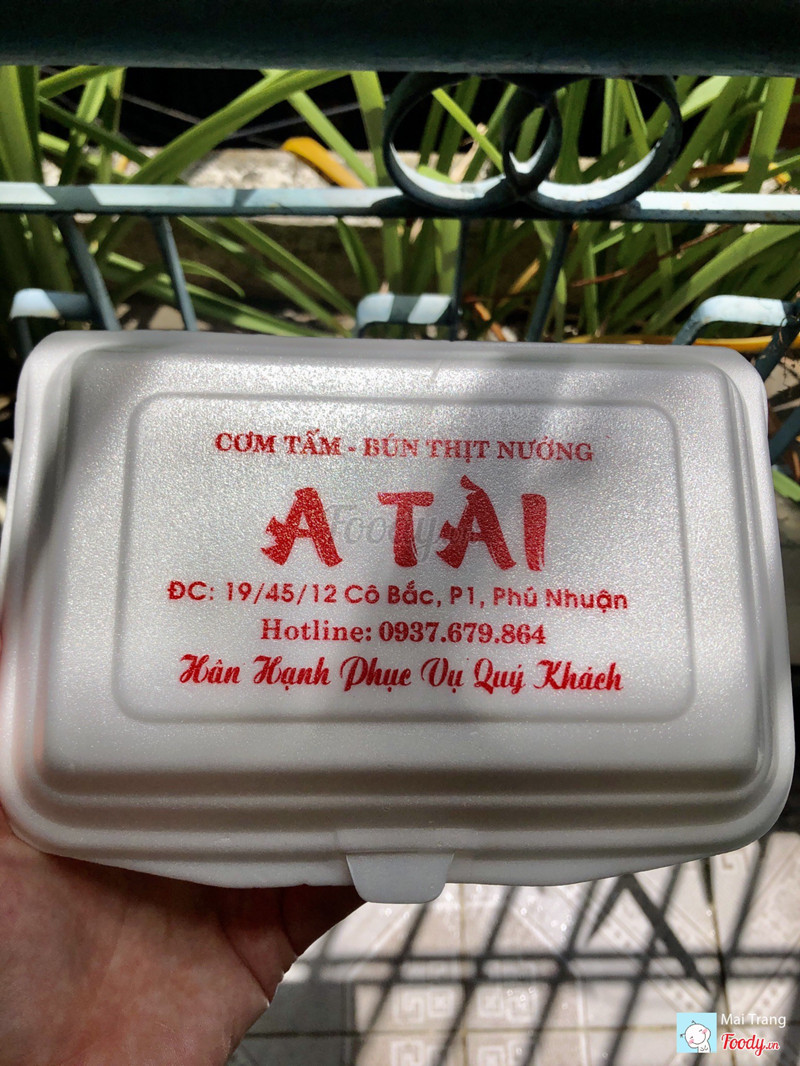 CƠM TẤM - BÚN THỊT NƯỚNG
A TÀI
Foody.vn
ĐC: 19/45/12 Cô Bắc, P1, Phú Nhuận
Hotline: 0937.679.864
Hân Hạnh Phục Vụ Quý Khách
Mai Trang
Foody.vn